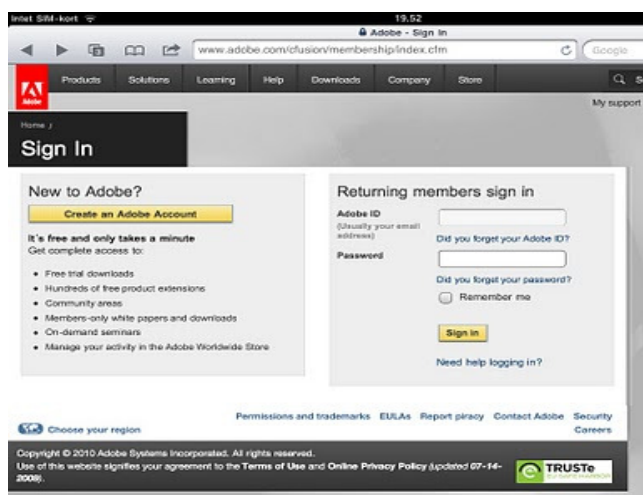 Intet SIM-kort 19.52
Adobe - Sign In
www.adobe.com/cfusion/membership/index.cfm
Google
Adobe
Products Solutions Learning Help Downloads Company Store
My support
Home /
Sign In
New to Adobe?
Create an Adobe Account
It's free and only takes a minute
Get complete access to:
• Free trial downloads
• Hundreds of free product extensions
• Community areas
• Members-only white papers and downloads
• On-demand seminars
• Manage your activity in the Adobe Worldwide Store
Returning members sign in
Adobe ID
(Usually your email
address)
Did you forget your Adobe ID?
Password
Did you forget your password?
Remember me
Sign in
Need help logging in?
Choose your region
Permissions and trademarks EULAs Report piracy Contact Adobe Security
Careers
Copyright © 2010 Adobe Systems Incorporated. All rights reserved.
Use of this website signifies your agreement to the Terms of Use and Online Privacy Policy (updated 07-14-
2009).
TRUSTe